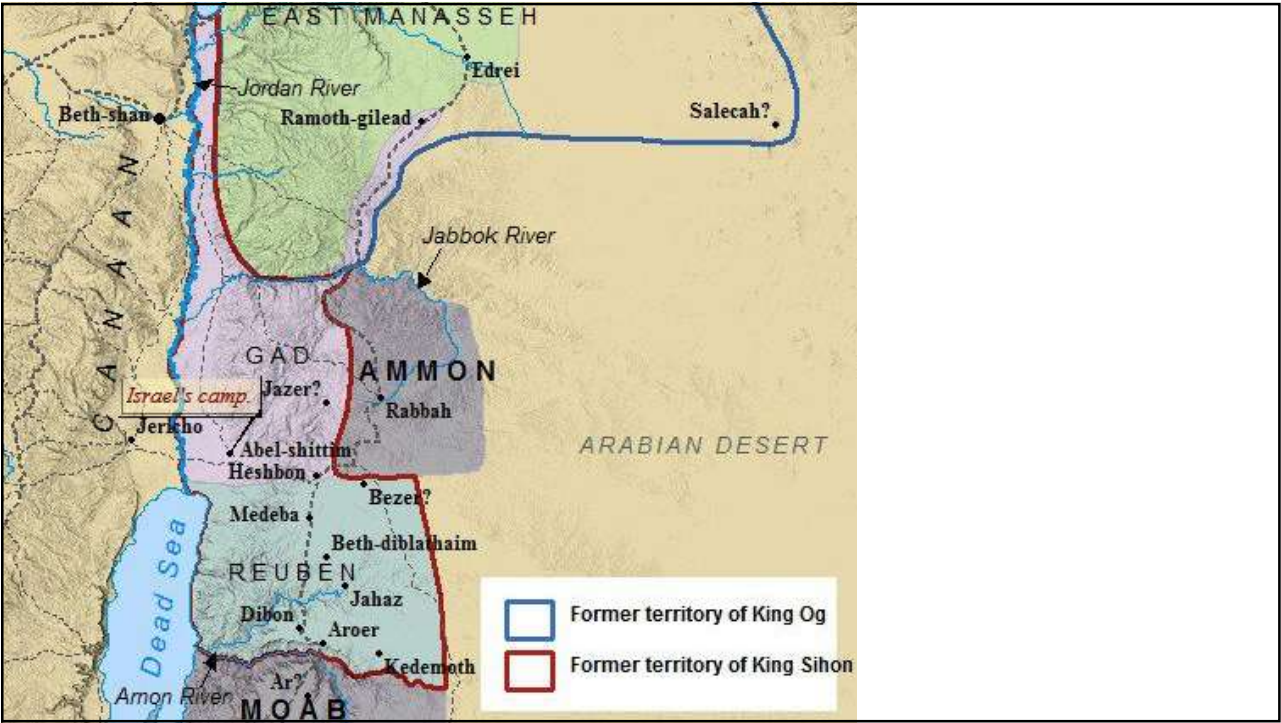 EAST MANASSEH
Edrei
Jordan River
Salecah?
Beth-shan
Ramoth-gilead
CANAAN
Jabbok River
GAD
AMMON
Israel's camp.
Jazer?
Rabbah
Jericho
ARABIAN DESERT
Abel-shittim
Heshbon
Bezer?
Medeba
Beth-diblathaim
Dead Sea
REUBEN
Jahaz
Dibon
Aroer
Kedemoth
Former territory of King Og
Former territory of King Sihon
Ar?
Arnon River
MOAB